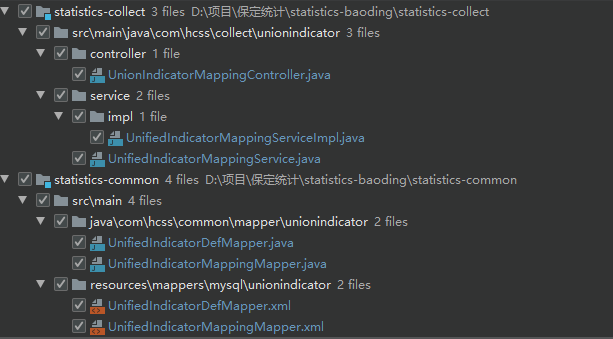 statistics-collect 3 files D:\项目\保定统计\statistics-baoding\statistics-collect
src\main\java\com\hcss\collect\unionindicator 3 files
controller 1 file
UnionIndicatorMappingController.java
service 2 files
impl 1 file
UnifiedIndicatorMappingServiceImpl.java
UnifiedIndicatorMappingService.java
statistics-common 4 files D:\项目\保定统计\statistics-baoding\statistics-common
src\main 4 files
java\com\hcss\common\mapper\unionindicator 2 files
UnifiedIndicatorDefMapper.java
UnifiedIndicatorMappingMapper.java
resources\mappers\mysql\unionindicator 2 files
UnifiedIndicatorDefMapper.xml
UnifiedIndicatorMappingMapper.xml